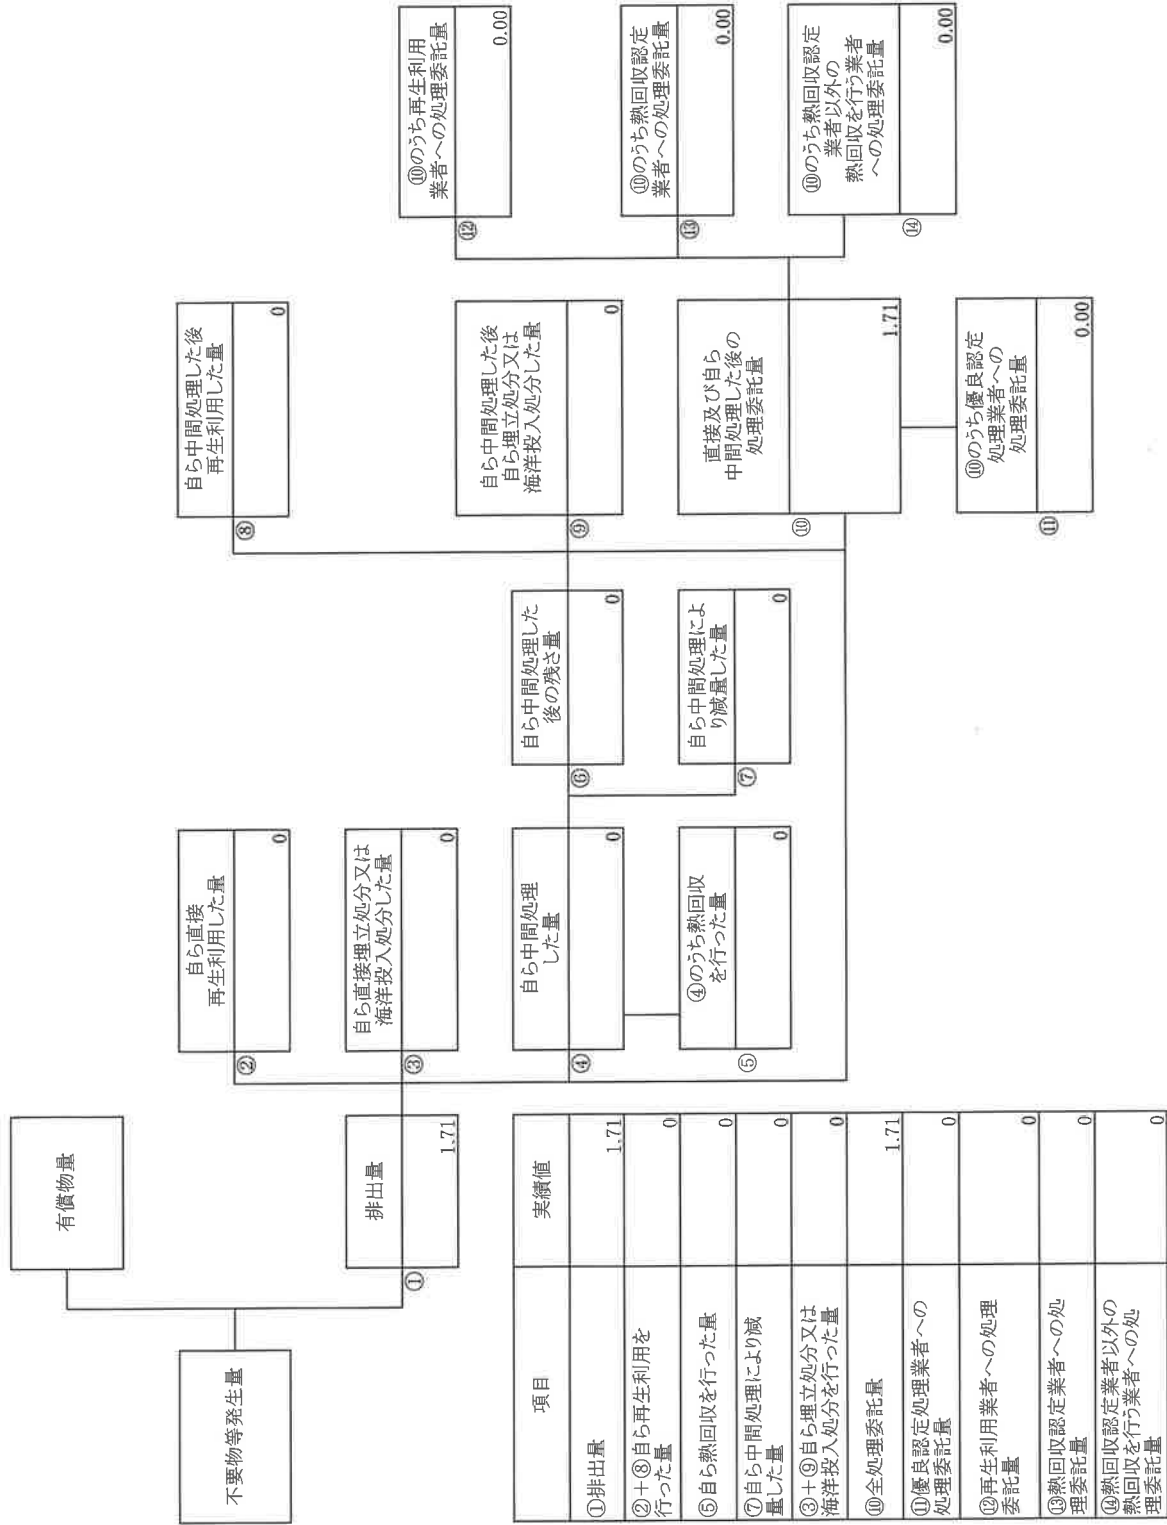 不要物等発生量
有償物量
①
排出量
1.71
②
自ら直接
再生利用した量
0
③
自ら直接埋立処分又は
海洋投入処分した量
0
④
自ら中間処理
した量
0
⑤
④のうち熱回収
を行った量
0
⑥
自ら中間処理した
後の残さ量
0
⑦
自ら中間処理によ
り減量した量
0
⑧
自ら中間処理した後
再生利用した量
0
⑨
自ら中間処理した後
自ら埋立処分又は
海洋投入処分した量
0
⑩
直接及び自ら
中間処理した後の
処理委託量
1.71
⑪
⑩のうち優良認定
処理業者への
処理委託量
0.00
⑫
⑩のうち再生利用
業者への処理委託量
0.00
⑬
⑩のうち熱回収認定
業者への処理委託量
0.00
⑭
⑩のうち熱回収認定
業者以外の
熱回収を行う業者
への処理委託量
0.00
項目 実績値
①排出量 1.71
②+⑧自ら再生利用を
行った量 0
⑤自ら熱回収を行った量 0
⑦自ら中間処理により減
量した量 0
③+⑨自ら埋立処分又は
海洋投入処分を行った量 0
⑩全処理委託量 1.71
⑪優良認定処理業者への
処理委託量 0
⑫再生利用業者への処理
委託量 0
⑬熱回収認定業者への処
理委託量 0
⑭熱回収認定業者以外の
熱回収を行う業者への処
理委託量 0